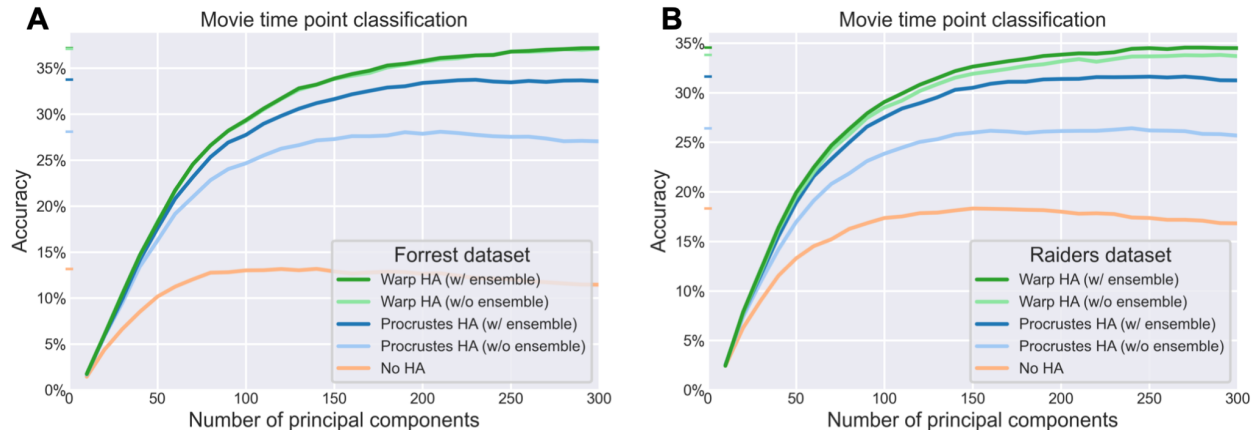 A
Movie time point classification
Accuracy
35%
30%
25%
20%
15%
10%
5%
0%
0 50 100 150 200 250 300
Number of principal components
Forrest dataset
Warp HA (w/ ensemble)
Warp HA (w/o ensemble)
Procrustes HA (w/ ensemble)
Procrustes HA (w/o ensemble)
No HA
B
Movie time point classification
Accuracy
35%
30%
25%
20%
15%
10%
5%
0%
0 50 100 150 200 250 300
Number of principal components
Raiders dataset
Warp HA (w/ ensemble)
Warp HA (w/o ensemble)
Procrustes HA (w/ ensemble)
Procrustes HA (w/o ensemble)
No HA